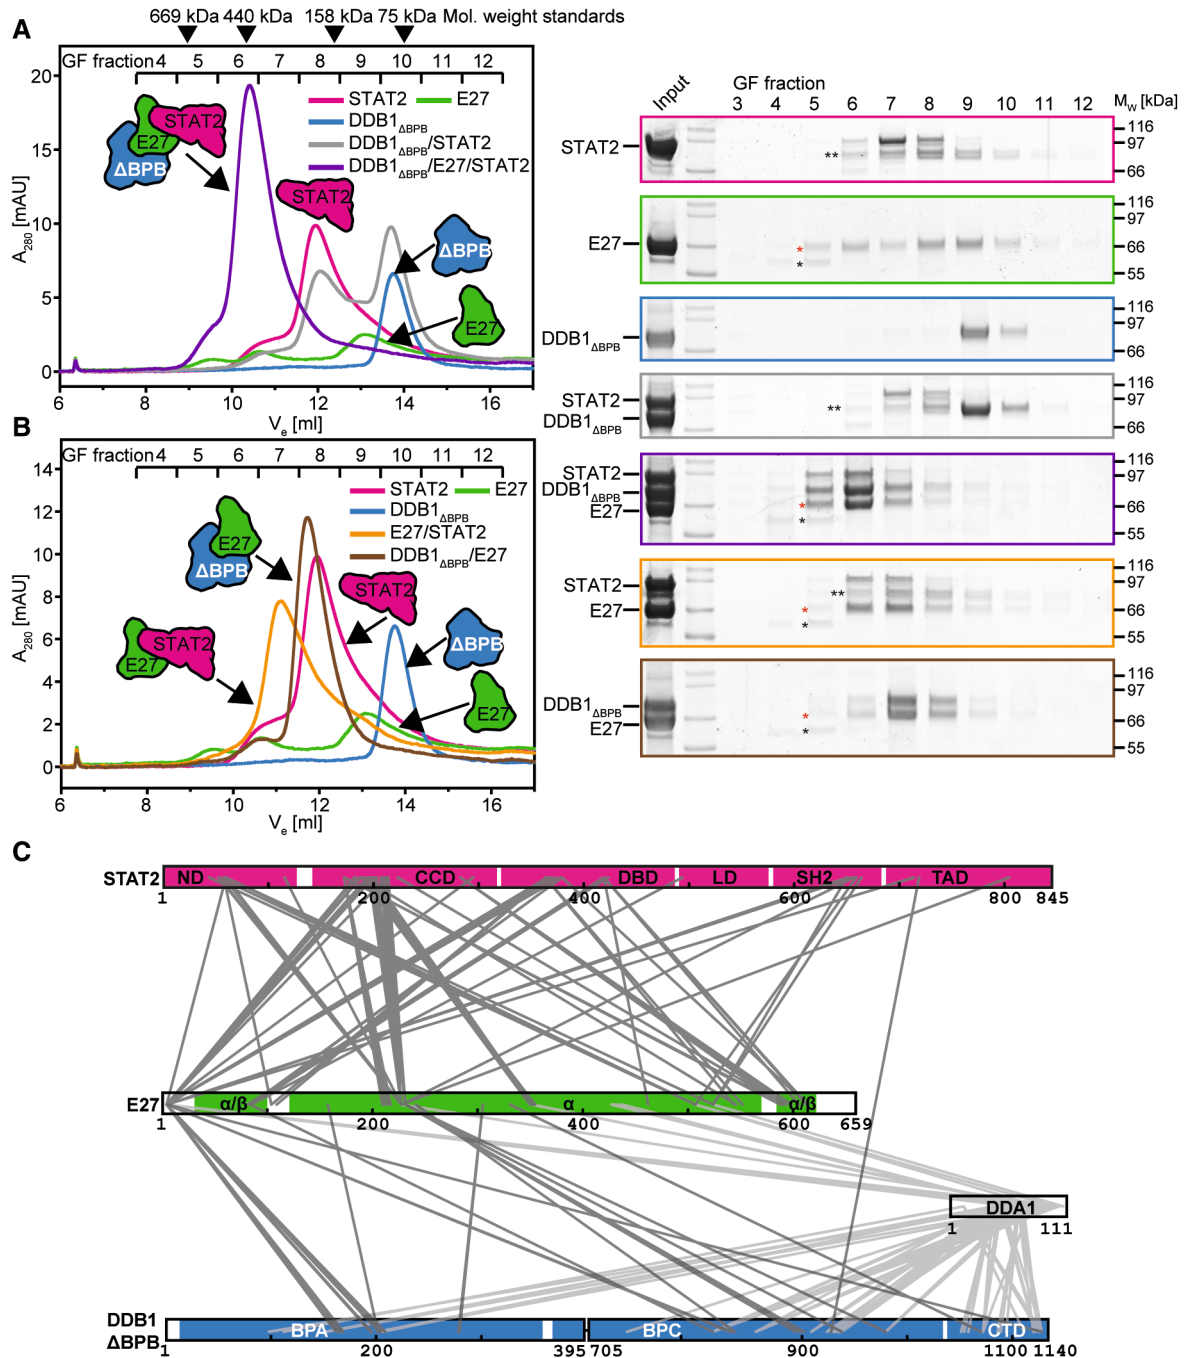 A
669 kDa 440 kDa 158 kDa 75 kDa Mol. weight standards
GF fraction 4 5 6 7 8 9 10 11 12
STAT2 E27
DDB1ΔBPB
DDB1ΔBPB/STAT2
DDB1ΔBPB/E27/STAT2
STAT2
E27
ΔBPB
STAT2
ΔBPB
E27
A280 [mAU]
20
15
10
5
0
6 8 10 12 14 16
Ve [ml]
B
GF fraction 4 5 6 7 8 9 10 11 12
STAT2 E27
DDB1ΔBPB
E27/STAT2
DDB1ΔBPB/E27
E27
ΔBPB
STAT2
E27
STAT2
ΔBPB
E27
A280 [mAU]
14
12
10
8
6
4
2
0
6 8 10 12 14 16
Ve [ml]
Input
GF fraction
3 4 5 6 7 8 9 10 11 12 MW [kDa]
STAT2 ** 116
97
66
E27 * * 116
97
66
55
DDB1ΔBPB 116
97
66
STAT2
DDB1ΔBPB ** 116
97
66
STAT2
DDB1ΔBPB
E27 * * 116
97
66
55
STAT2
E27 ** * * 116
97
66
55
DDB1ΔBPB
E27 * * 116
97
66
55
C
STAT2 ND CCD DBD LD SH2 TAD
1 200 400 600 800 845
E27 α/β α α/β
1 200 400 600 659
DDA1
1 111
DDB1
ΔBPB
BPA BPC CTD
1 200 395 705 900 1100 1140